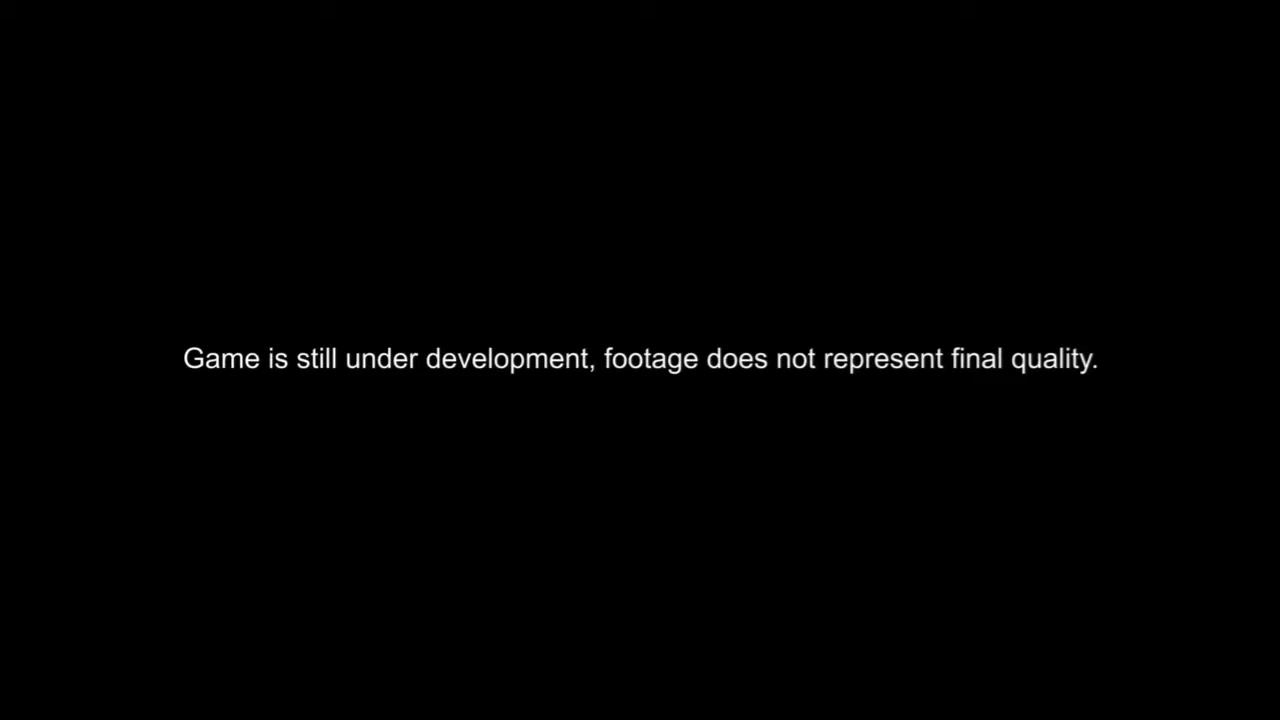 Game is still under development, footage does not represent final quality.